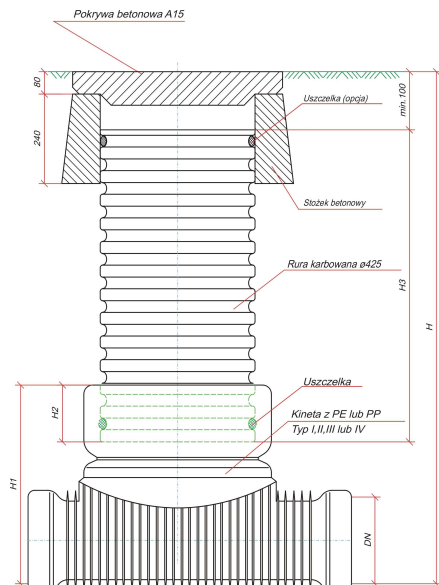 Pokrywa betonowa A15
80
240
Uszczelka (opcja)
min.100
Stożek betonowy
Rura karbowana ø425
H3
H
Uszczelka
H2
Kineta z PE lub PP
Typ I,II,III lub IV
H1
DN